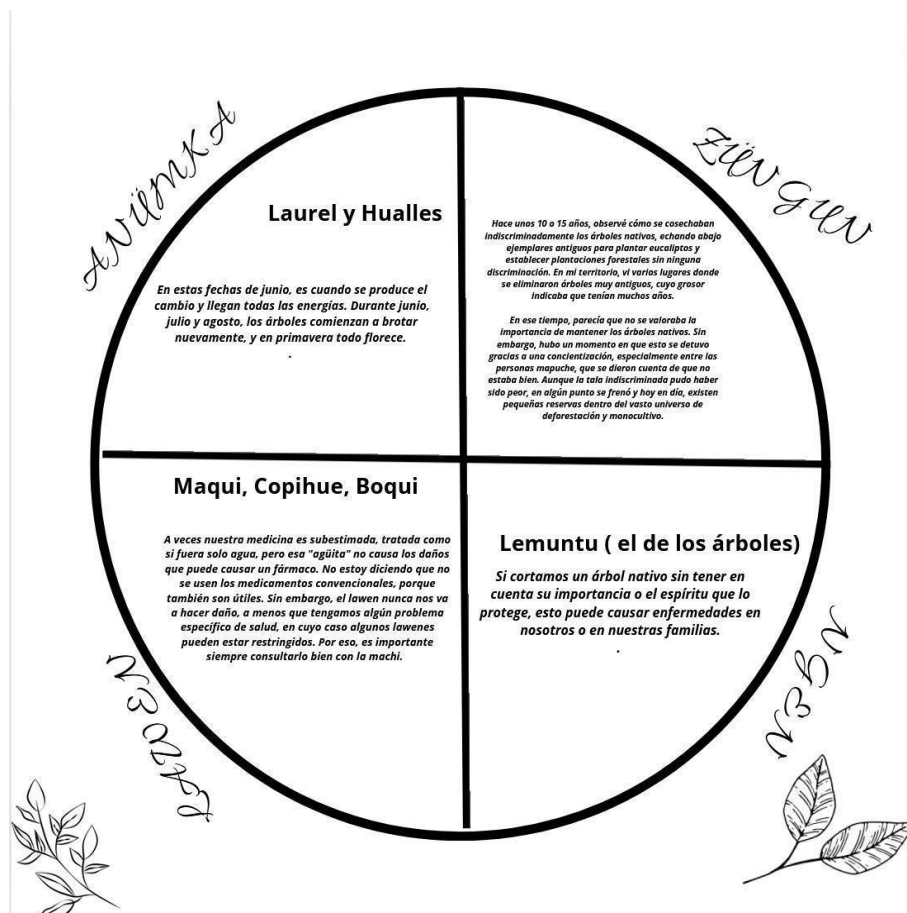 ANÜMKA
Laurel y Hualles
En estas fechas de junio, es cuando se produce el
cambio y llegan todas las energías. Durante junio,
julio y agosto, los árboles comienzan a brotar
nuevamente, y en primavera todo florece.
.
ZÜNGUN
Hace unos 10 o 15 años, observé cómo se cosechaban
indiscriminadamente los árboles nativos, echando abajo
ejemplares antiguos para plantar eucaliptos y
establecer plantaciones forestales sin ninguna
discriminación. En mi territorio, vi varios lugares donde
se eliminaron árboles muy antiguos, cuyo grosor
indicaba que tenían muchos años.
En ese tiempo, parecía que no se valoraba la
importancia de mantener los árboles nativos. Sin
embargo, hubo un momento en que esto se detuvo
gracias a una concientización, especialmente entre las
personas mapuche, que se dieron cuenta de que no
estaba bien. Aunque la tala indiscriminada pudo haber
sido peor, en algún punto se frenó y hoy en día, existen
pequeñas reservas dentro del vasto universo de
deforestación y monocultivo.
Maqui, Copihue, Boqui
A veces nuestra medicina es subestimada, tratada como
si fuera solo agua, pero esa "agüita" no causa los daños
que puede causar un fármaco. No estoy diciendo que no
se usen los medicamentos convencionales, porque
también son útiles. Sin embargo, el lawen nunca nos va
a hacer daño, a menos que tengamos algún problema
específico de salud, en cuyo caso algunos lawenes
pueden estar restringidos. Por eso, es importante
siempre consultarlo bien con la machi.
LAWEN
Lemuntu ( el de los árboles)
Si cortamos un árbol nativo sin tener en
cuenta su importancia o el espíritu que lo
protege, esto puede causar enfermedades en
nosotros o en nuestras familias.
.
NGEN